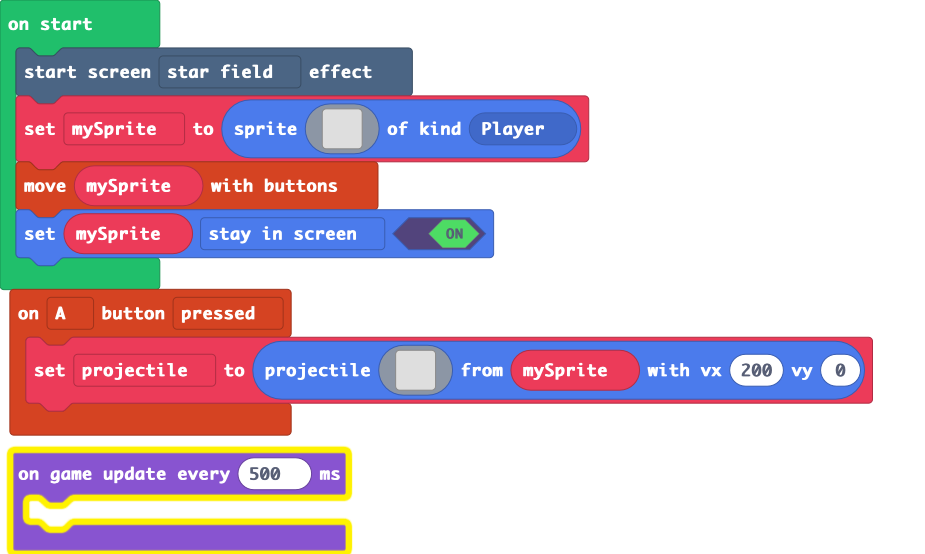 on start
start screen star field effect
set mySprite to sprite of kind Player
move mySprite with buttons
set mySprite stay in screen ON
on A button pressed
set projectile to projectile from mySprite with vx 200 vy 0
on game update every 500 ms